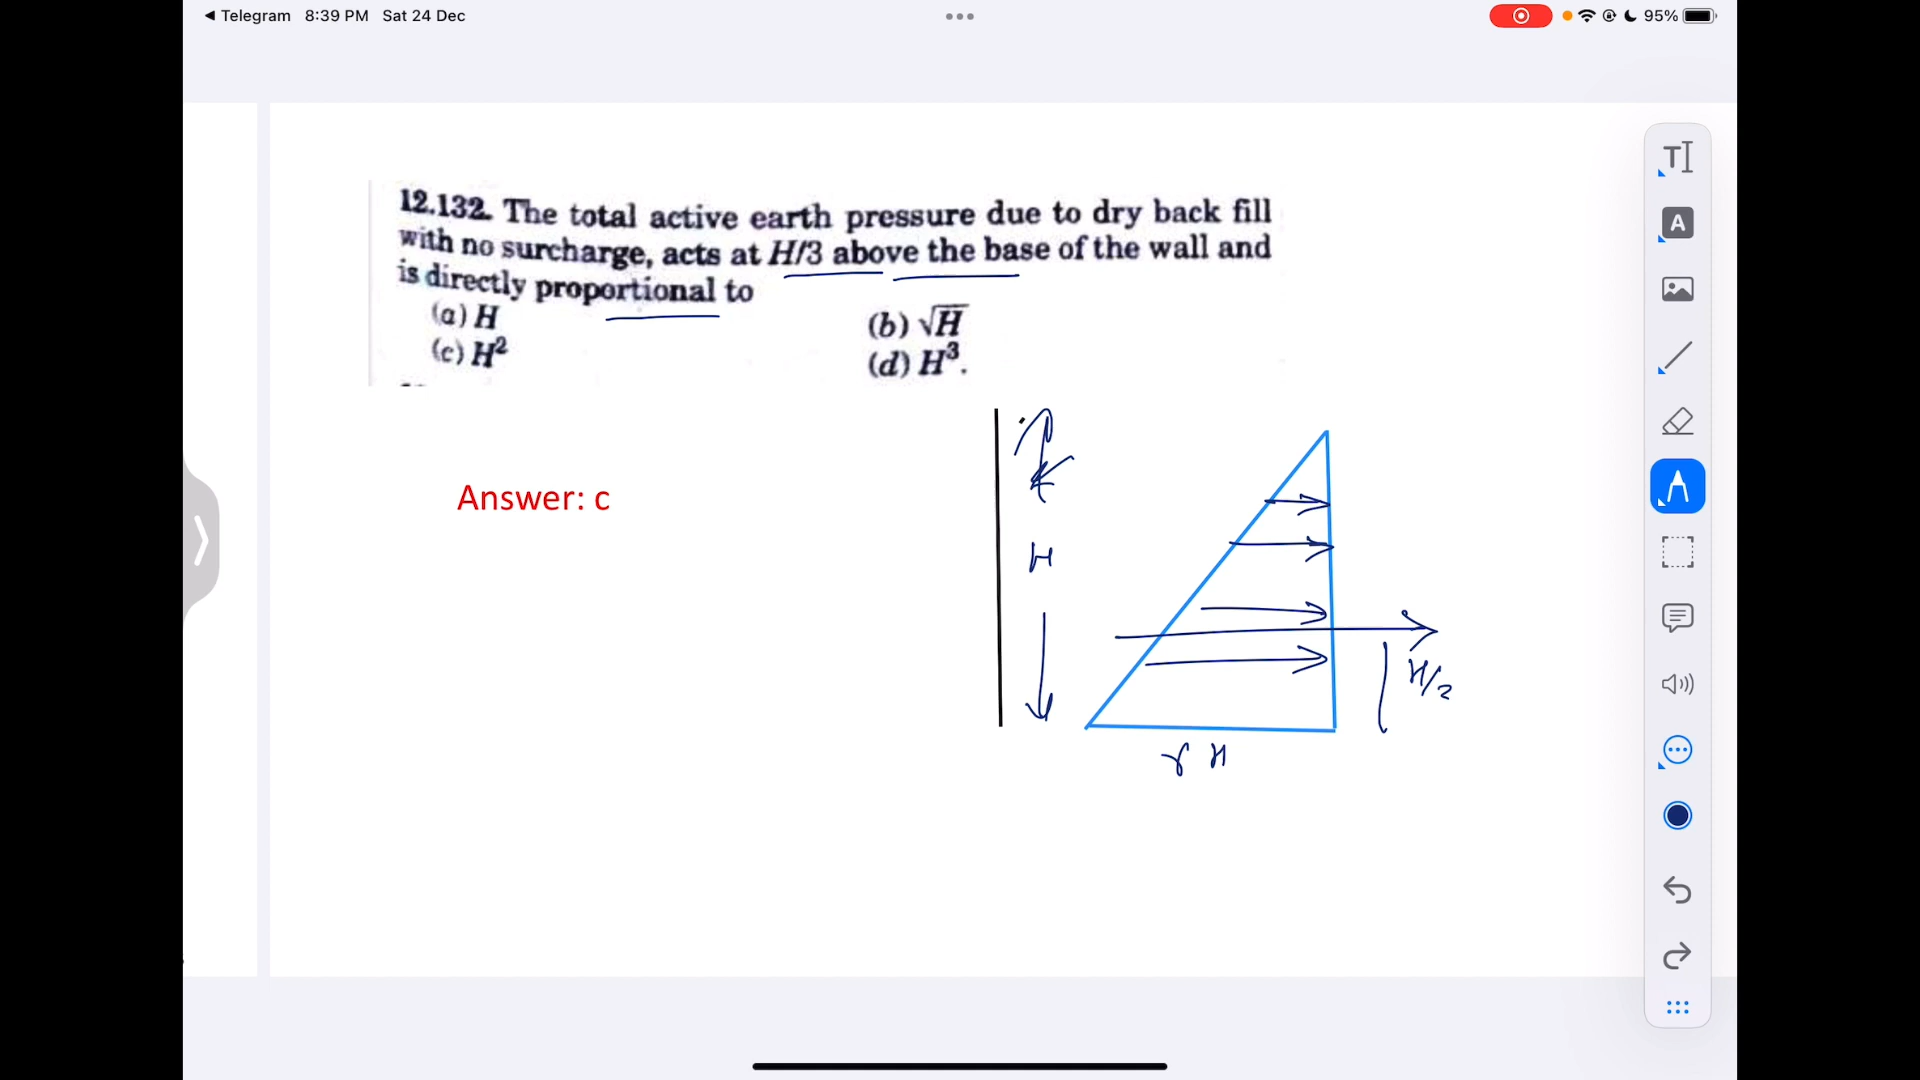 Telegram 8:39 PM Sat 24 Dec
95%
12.132. The total active earth pressure due to dry back fill
with no surcharge, acts at H/3 above the base of the wall and
is directly proportional to
(a) H
(b) √H
(c) H²
(d) H³.
Answer: c
H
H/2
γ H
T
A